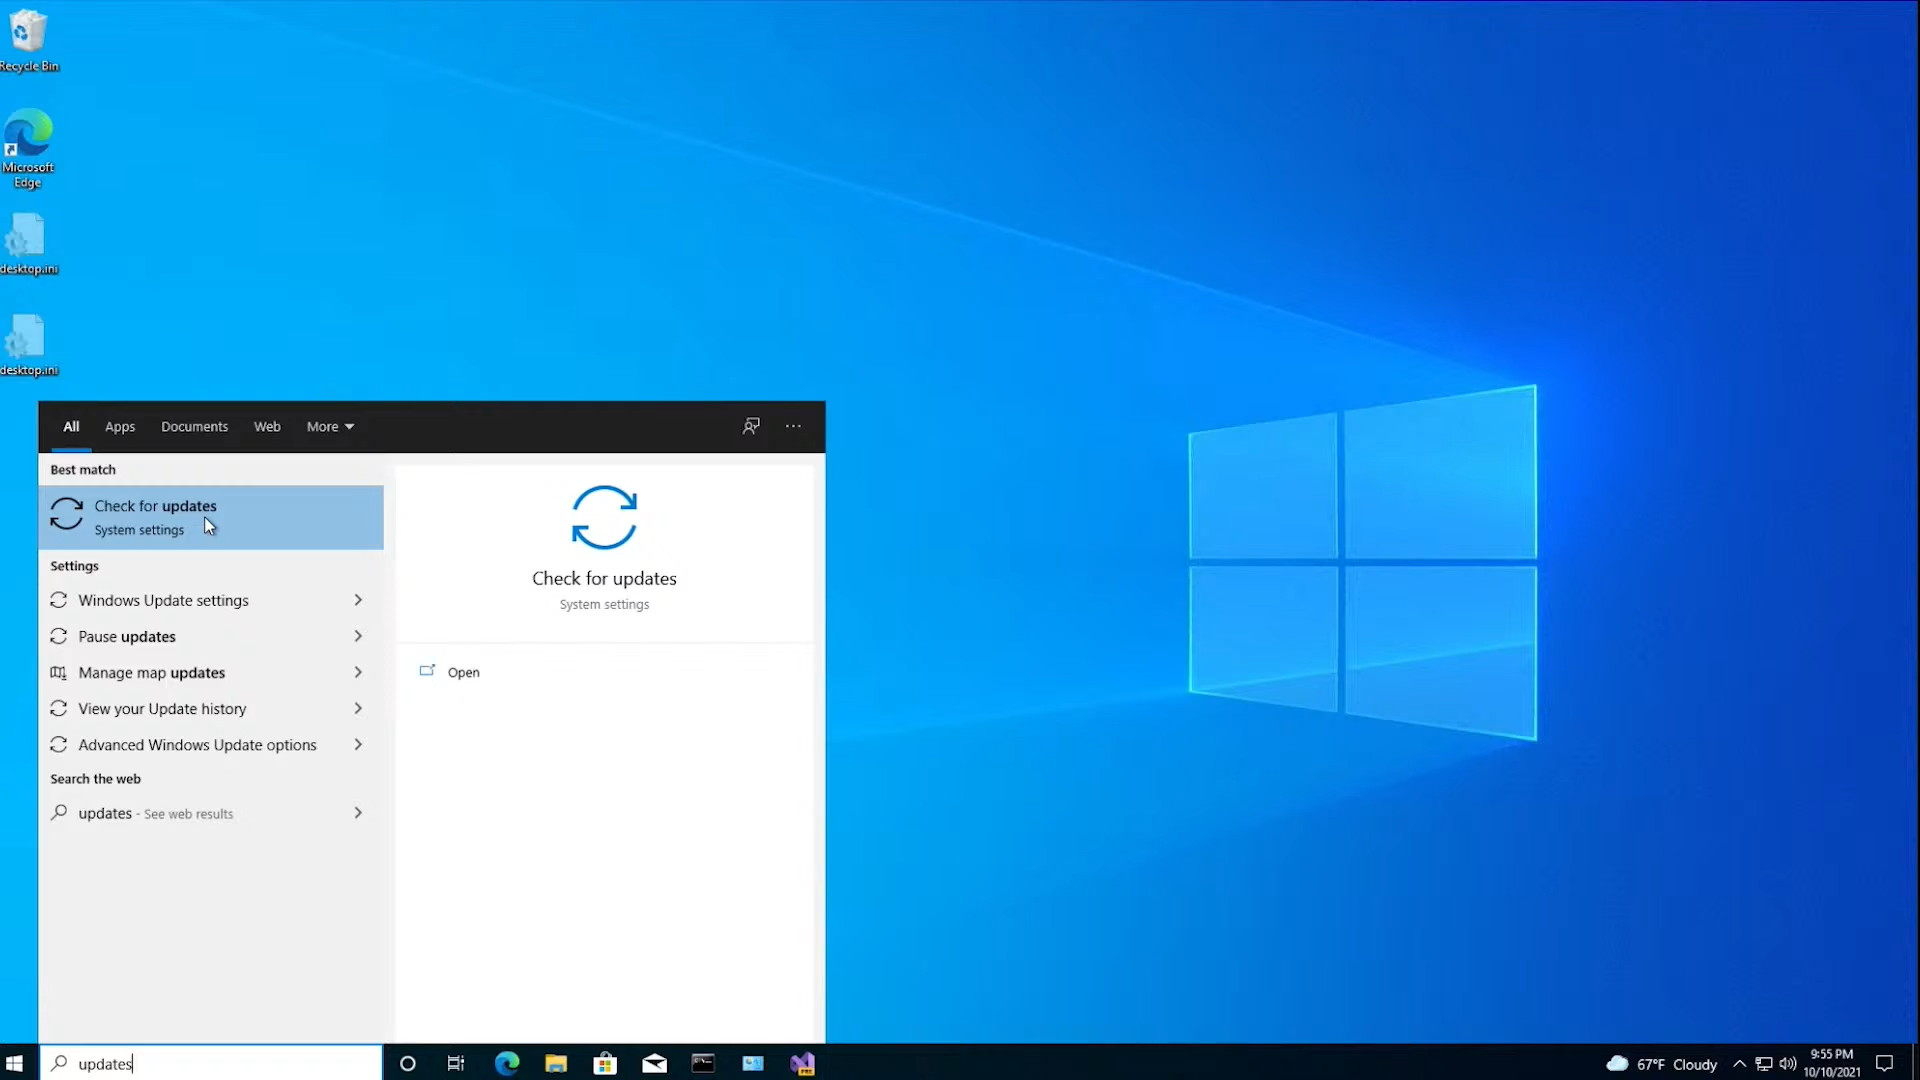 Recycle Bin
Microsoft
Edge
desktop.ini
desktop.ini
All Apps Documents Web More
Best match
Check for updates
System settings
Settings
Windows Update settings
Pause updates
Manage map updates
View your Update history
Advanced Windows Update options
Search the web
updates - See web results
Check for updates
System settings
Open
updates
67°F Cloudy
9:55 PM
10/10/2021